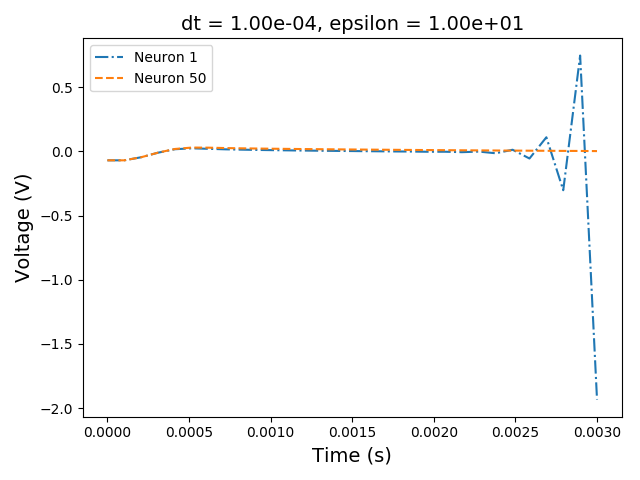 dt = 1.00e-04, epsilon = 1.00e+01
Neuron 1
Neuron 50
0.5
0.0
−0.5
−1.0
−1.5
−2.0
Voltage (V)
0.0000 0.0005 0.0010 0.0015 0.0020 0.0025 0.0030
Time (s)